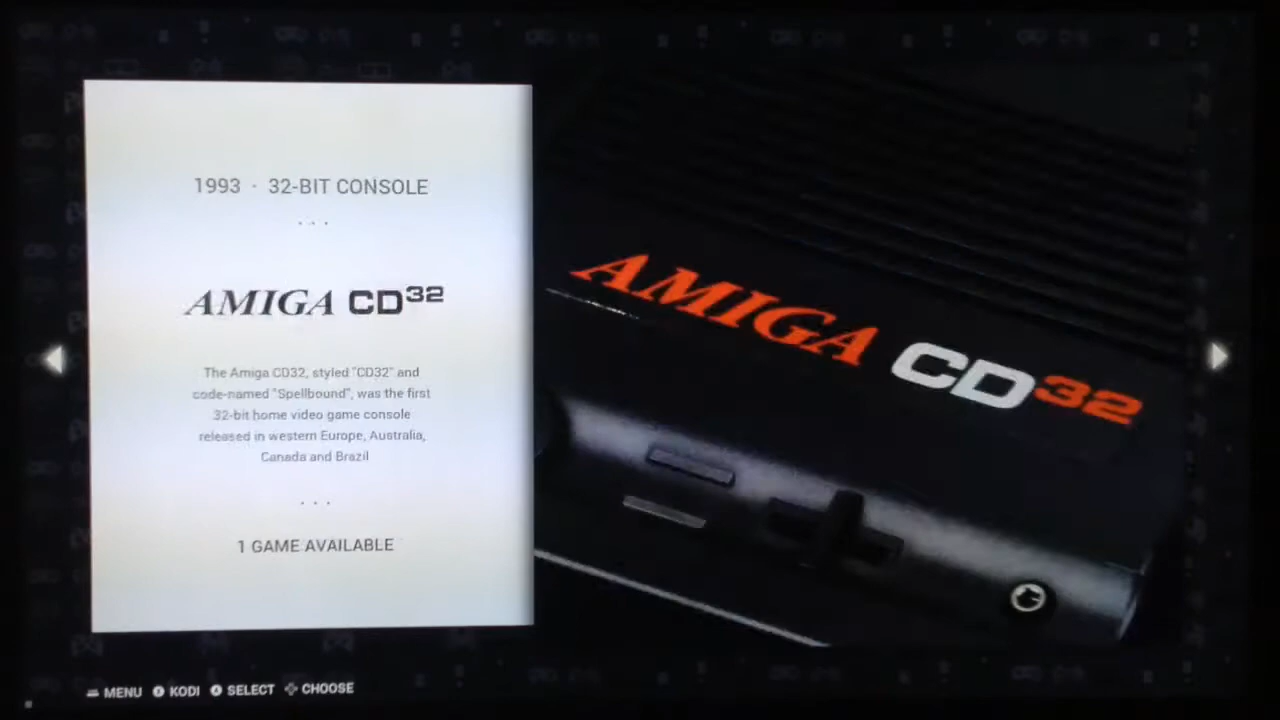 1993 · 32-BIT CONSOLE
. . .
AMIGA CD32
The Amiga CD32, styled "CD32" and
code-named "Spellbound", was the first
32-bit home video game console
released in western Europe, Australia,
Canada and Brazil
. . .
1 GAME AVAILABLE
AMIGA CD32
MENU KODI SELECT CHOOSE